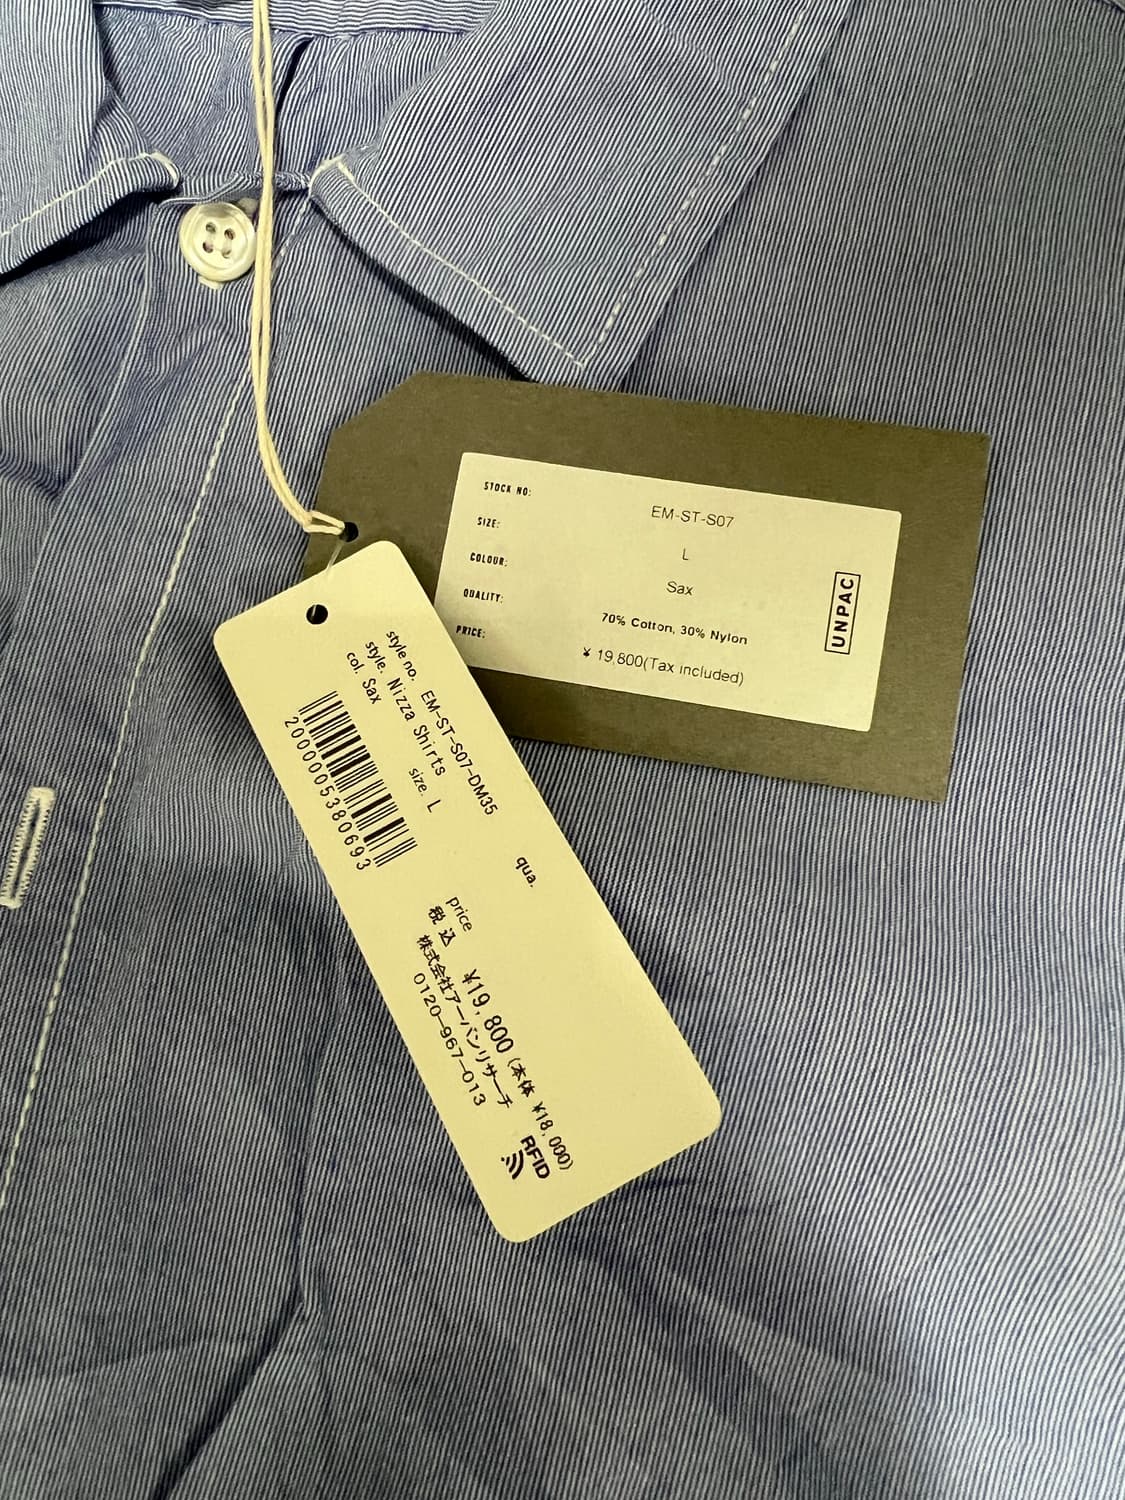 STOCK NO: EM-ST-S07
SIZE: L
COLOUR: Sax
QUALITY: 70% Cotton, 30% Nylon
PRICE: ¥ 19,800(Tax included)
UNPAC
style no. EM-ST-S07-DM35
style. Nizza Shirts
col. Sax size. L
2000005380693
qua.
price
税込 ¥19,800 (本体 ¥18,000)
株式会社アーバンリサーチ
0120-967-013
RFID